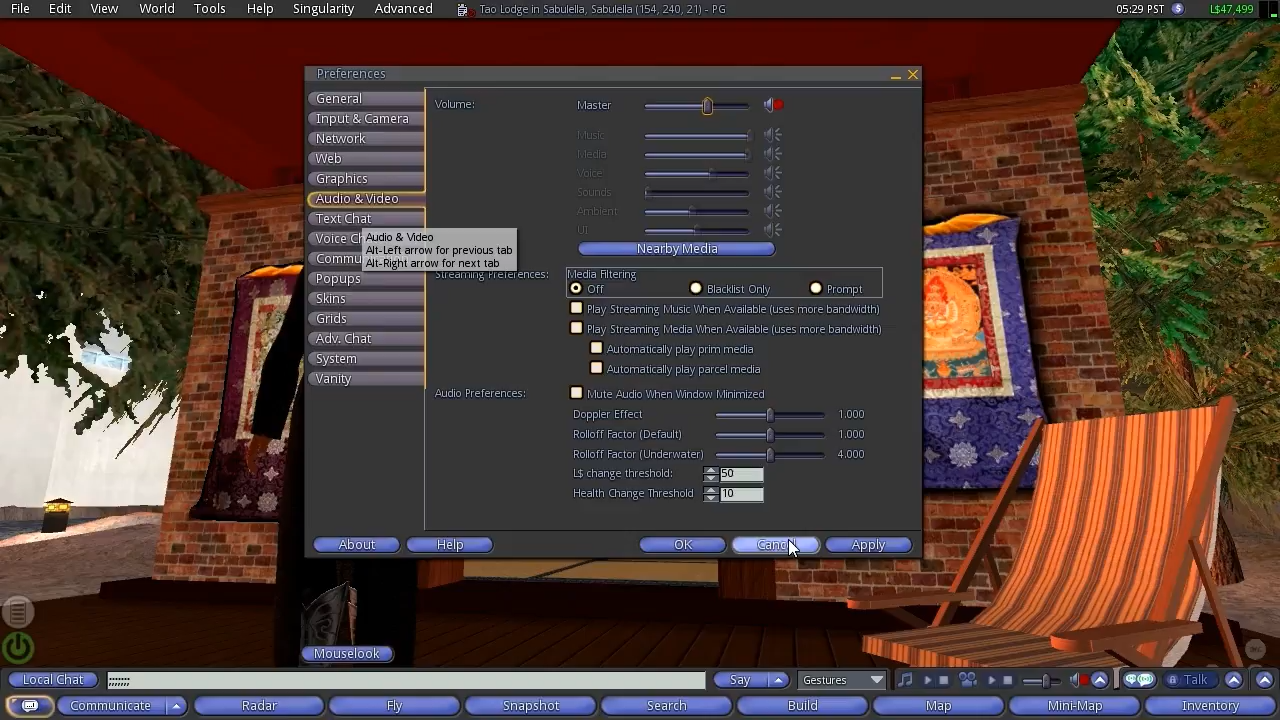 File Edit View World Tools Help Singularity Advanced Tao Lodge in Sabulella, Sabulella (154, 240, 21) - PG 05:29 PST $ L$47,499
Preferences
General
Input & Camera
Network
Web
Graphics
Audio & Video
Text Chat
Voice Ch
Commu
Popups
Skins
Grids
Adv. Chat
System
Vanity
Audio & Video
Alt-Left arrow for previous tab
Alt-Right arrow for next tab
Volume: Master
Music
Media
Voice
Sounds
Ambient
UI
Nearby Media
Streaming Preferences: Media Filtering
Off Blacklist Only Prompt
Play Streaming Music When Available (uses more bandwidth)
Play Streaming Media When Available (uses more bandwidth)
Automatically play prim media
Automatically play parcel media
Audio Preferences: Mute Audio When Window Minimized
Doppler Effect 1.000
Rolloff Factor (Default) 1.000
Rolloff Factor (Underwater) 4.000
L$ change threshold: 50
Health Change Threshold 10
About Help OK Cancel Apply
Mouselook
Local Chat ;;;;;; Say Gestures Talk
Communicate Radar Fly Snapshot Search Build Map Mini-Map Inventory